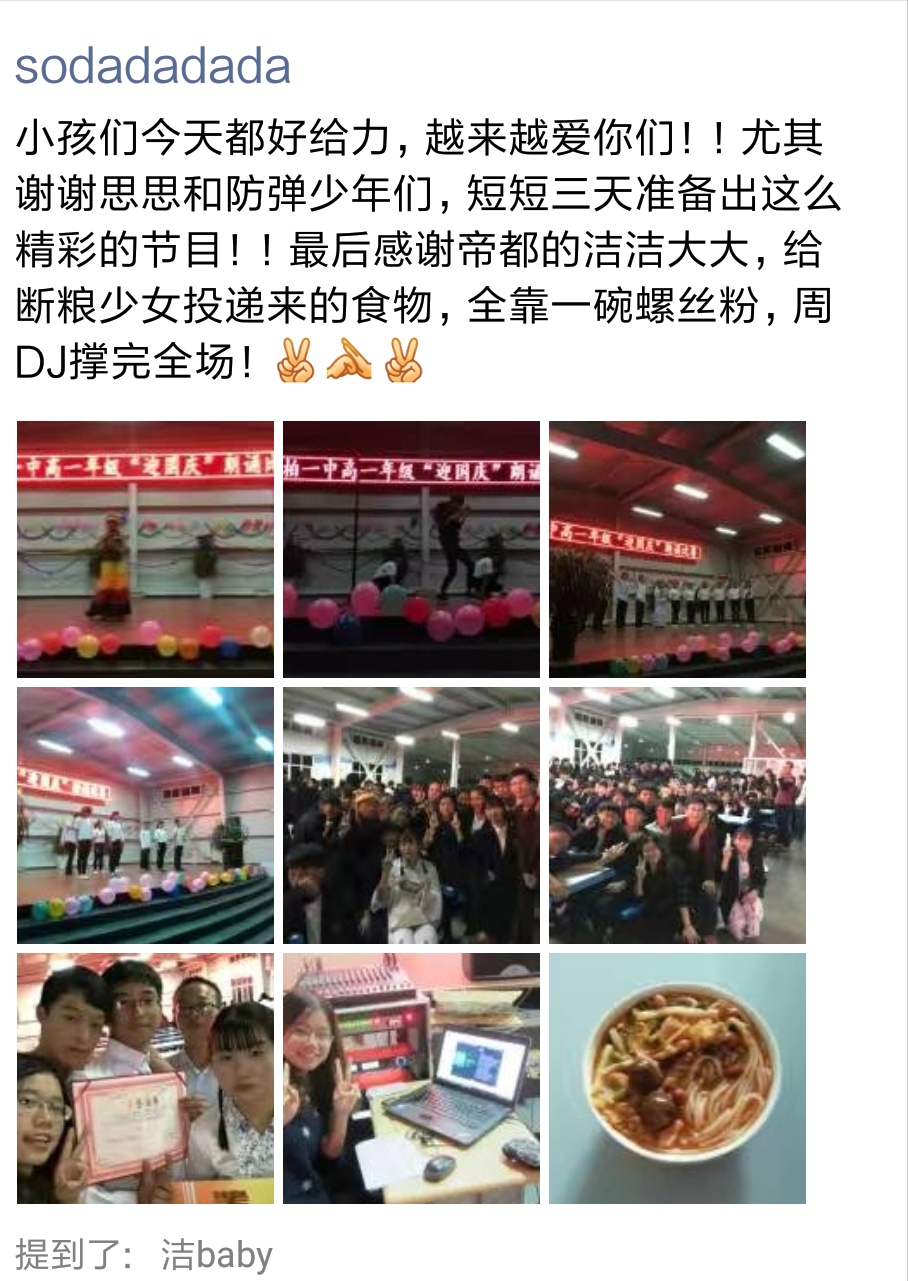 sodadadada
小孩们今天都好给力，越来越爱你们！！尤其
谢谢思思和防弹少年们，短短三天准备出这么
精彩的节目！！最后感谢帝都的洁洁大大，给
断粮少女投递来的食物，全靠一碗螺丝粉，周
DJ撑完全场！
中高一年级“迎国庆”朗诵
柏一中高一年级“迎国庆”朗诵
中高一年级“迎国庆”朗诵比赛
“迎国庆”
提到了： 洁baby